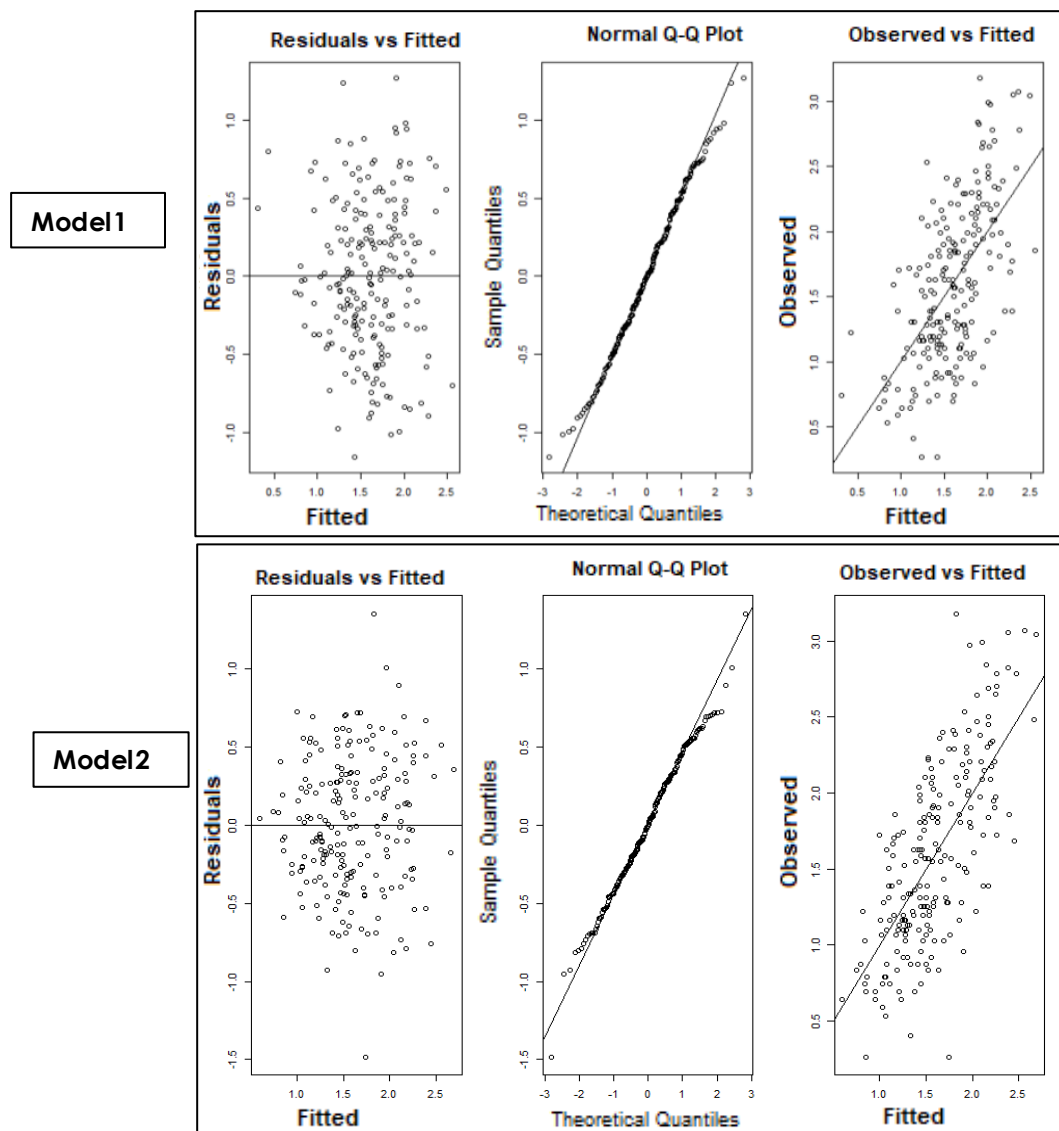 Residuals vs Fitted
Normal Q-Q Plot
Observed vs Fitted
Model1
Residuals
1.0
0.5
0.0
-0.5
-1.0
0.5 1.0 1.5 2.0 2.5
Fitted
Sample Quantiles
1.0
0.5
0.0
-0.5
-1.0
-3 -2 -1 0 1 2 3
Theoretical Quantiles
Observed
3.0
2.5
2.0
1.5
1.0
0.5
0.5 1.0 1.5 2.0 2.5
Fitted
Residuals vs Fitted
Normal Q-Q Plot
Observed vs Fitted
Model2
Residuals
1.0
0.5
0.0
-0.5
-1.0
-1.5
1.0 1.5 2.0 2.5
Fitted
Sample Quantiles
1.0
0.5
0.0
-0.5
-1.0
-1.5
-3 -2 -1 0 1 2 3
Theoretical Quantiles
Observed
3.0
2.5
2.0
1.5
1.0
0.5
1.0 1.5 2.0 2.5
Fitted